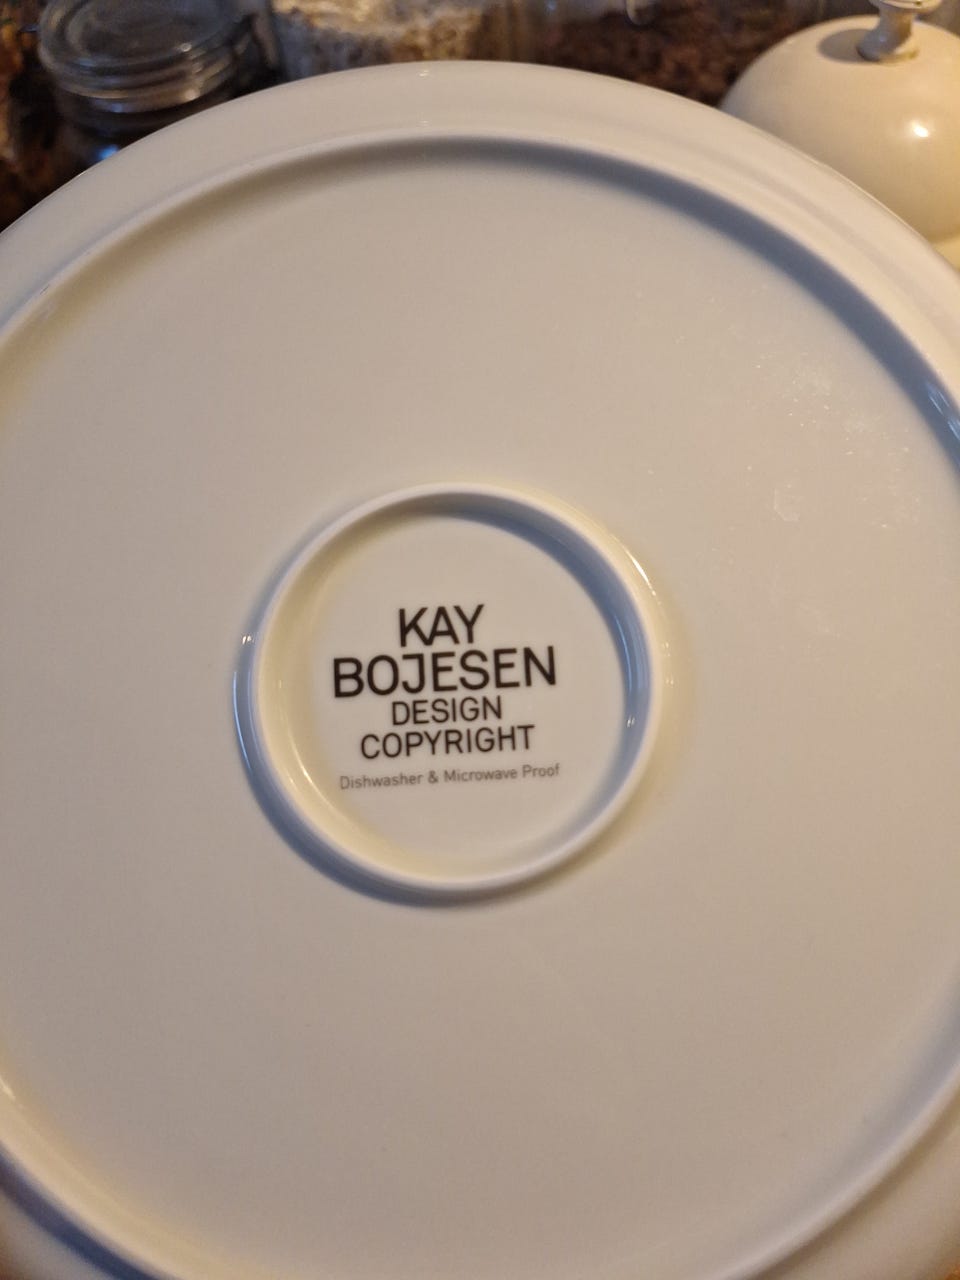 KAY
BOJESEN
DESIGN
COPYRIGHT
Dishwasher & Microwave Proof